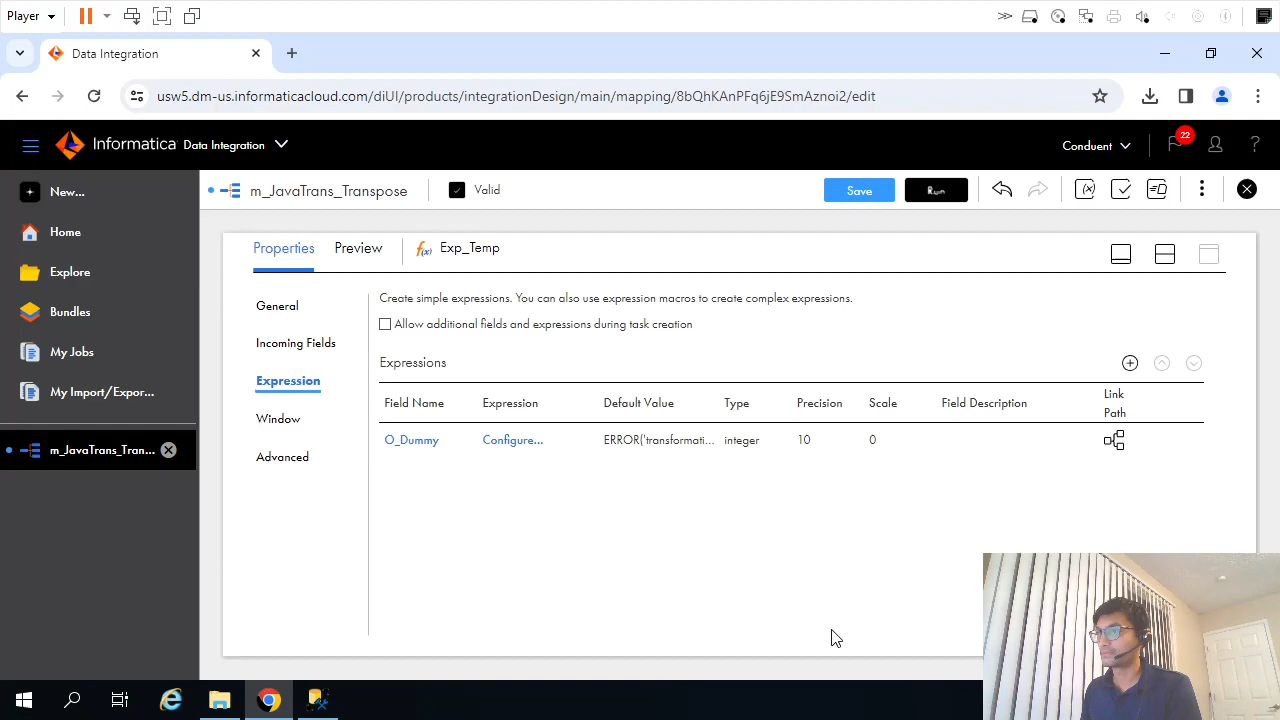 Player
Data Integration
usw5.dm-us.informaticacloud.com/diUI/products/integrationDesign/main/mapping/8bQhKAnPFq6jE9SmAznoi2/edit
Informatica Data Integration
Conduent
22
New...
m_JavaTrans_Transpose
Valid
Save
Run
Home
Explore
Bundles
My Jobs
My Import/Expor...
m_JavaTrans_Tran...
Properties
Preview
Exp_Temp
General
Incoming Fields
Expression
Window
Advanced
Create simple expressions. You can also use expression macros to create complex expressions.
Allow additional fields and expressions during task creation
Expressions
Field Name
Expression
Default Value
Type
Precision
Scale
Field Description
Link
Path
O_Dummy
Configure...
ERROR('transformati...
integer
10
0